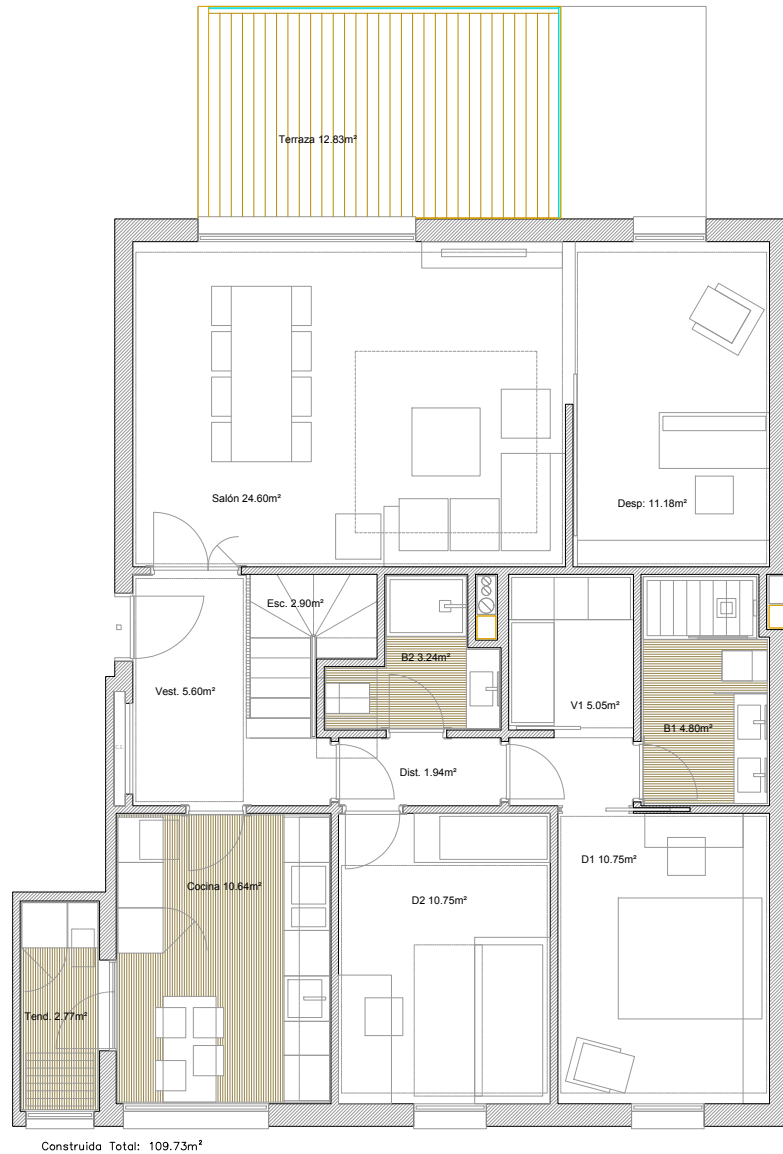 Terraza 12.83m²
Salón 24.60m²
Desp: 11.18m²
Esc. 2.90m²
B2 3.24m²
Vest. 5.60m²
V1 5.05m²
B1 4.80m²
Dist. 1.94m²
D1 10.75m²
Cocina 10.64m²
D2 10.75m²
Tend. 2.77m²
Construida Total: 109.73m²